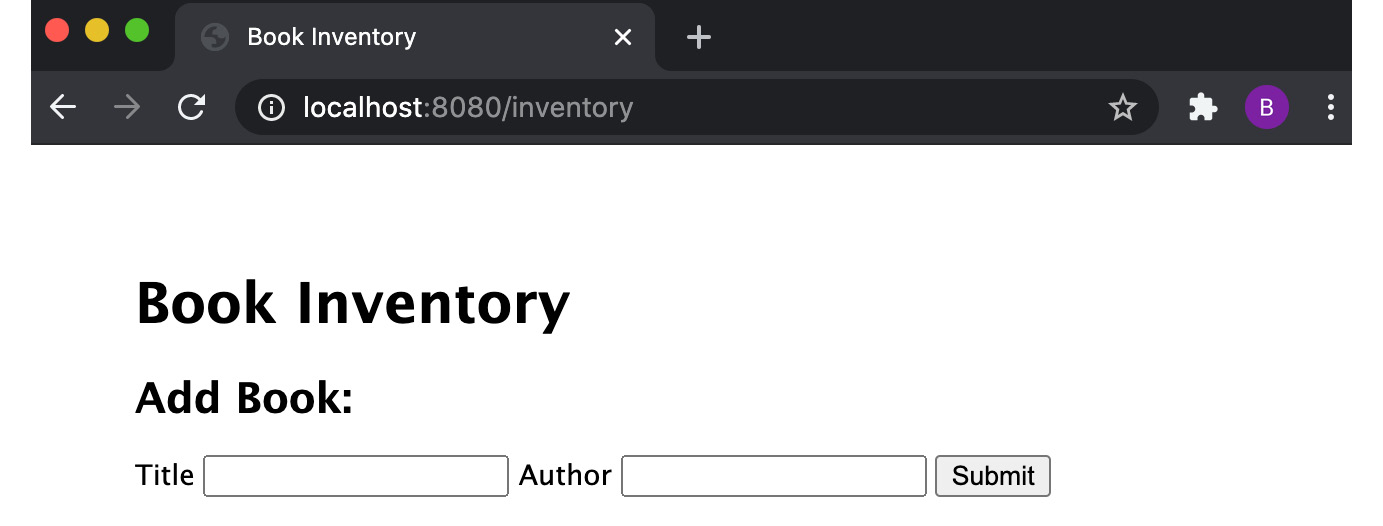 Book Inventory
localhost:8080/inventory
B
Book Inventory
Add Book:
Title Author Submit